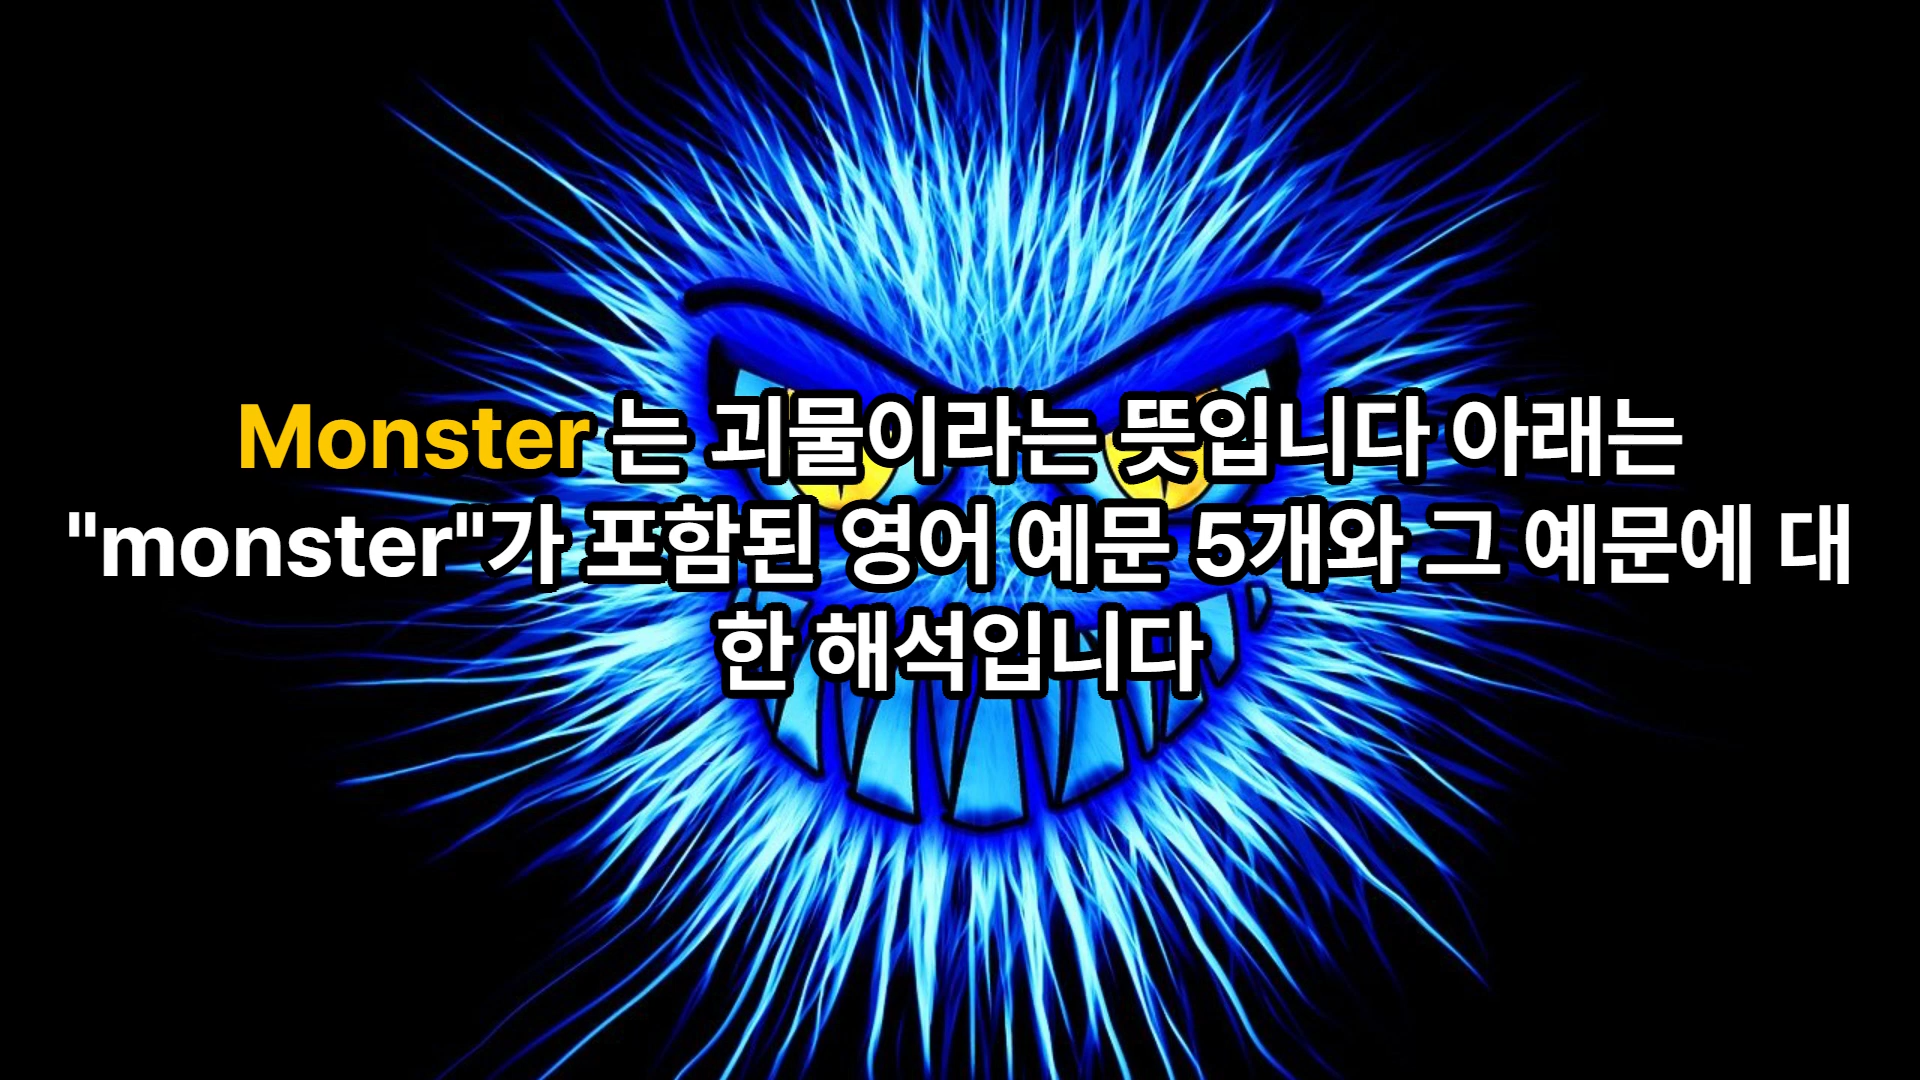 Monster 는 괴물이라는 뜻입니다 아래는
"monster"가 포함된 영어 예문 5개와 그 예문에 대
한 해석입니다